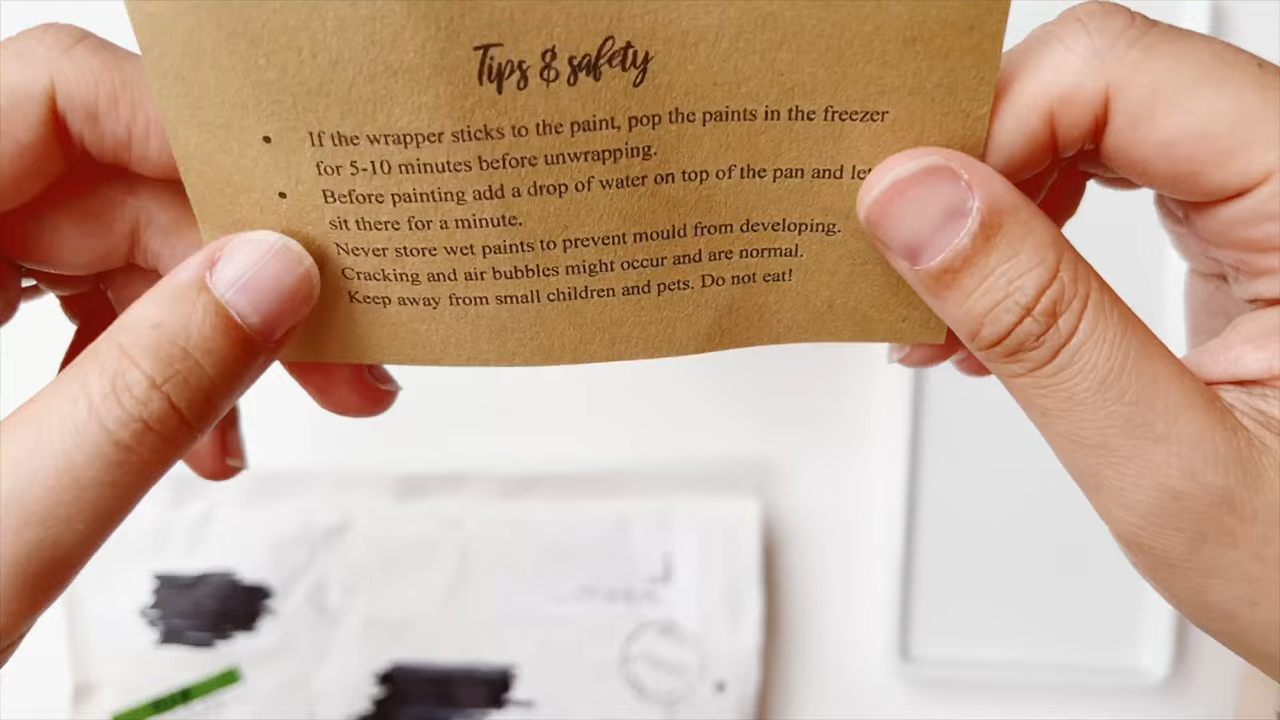 Tips & safety
• If the wrapper sticks to the paint, pop the paints in the freezer
for 5-10 minutes before unwrapping.
• Before painting add a drop of water on top of the pan and let
sit there for a minute.
Never store wet paints to prevent mould from developing.
Cracking and air bubbles might occur and are normal.
Keep away from small children and pets. Do not eat!